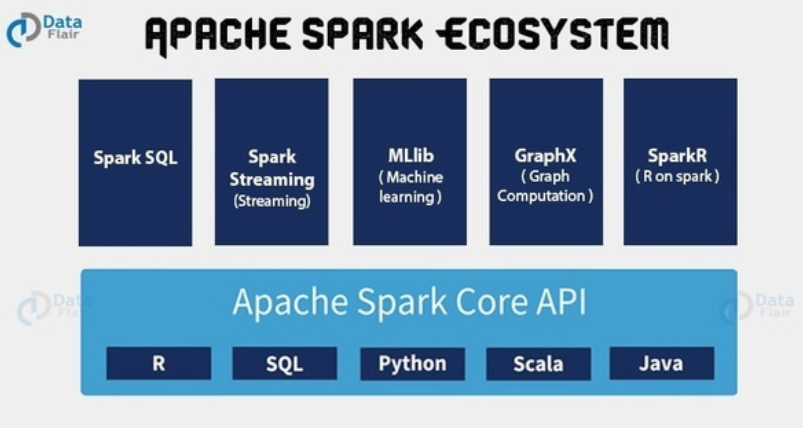 Data
Flair
APACHE SPARK ECOSYSTEM
Spark SQL
Spark
Streaming
(Streaming)
MLlib
( Machine
learning )
GraphX
( Graph
Computation )
SparkR
( R on spark )
Apache Spark Core API
Data
Flair
Data
Flair
R
SQL
Python
Scala
Java